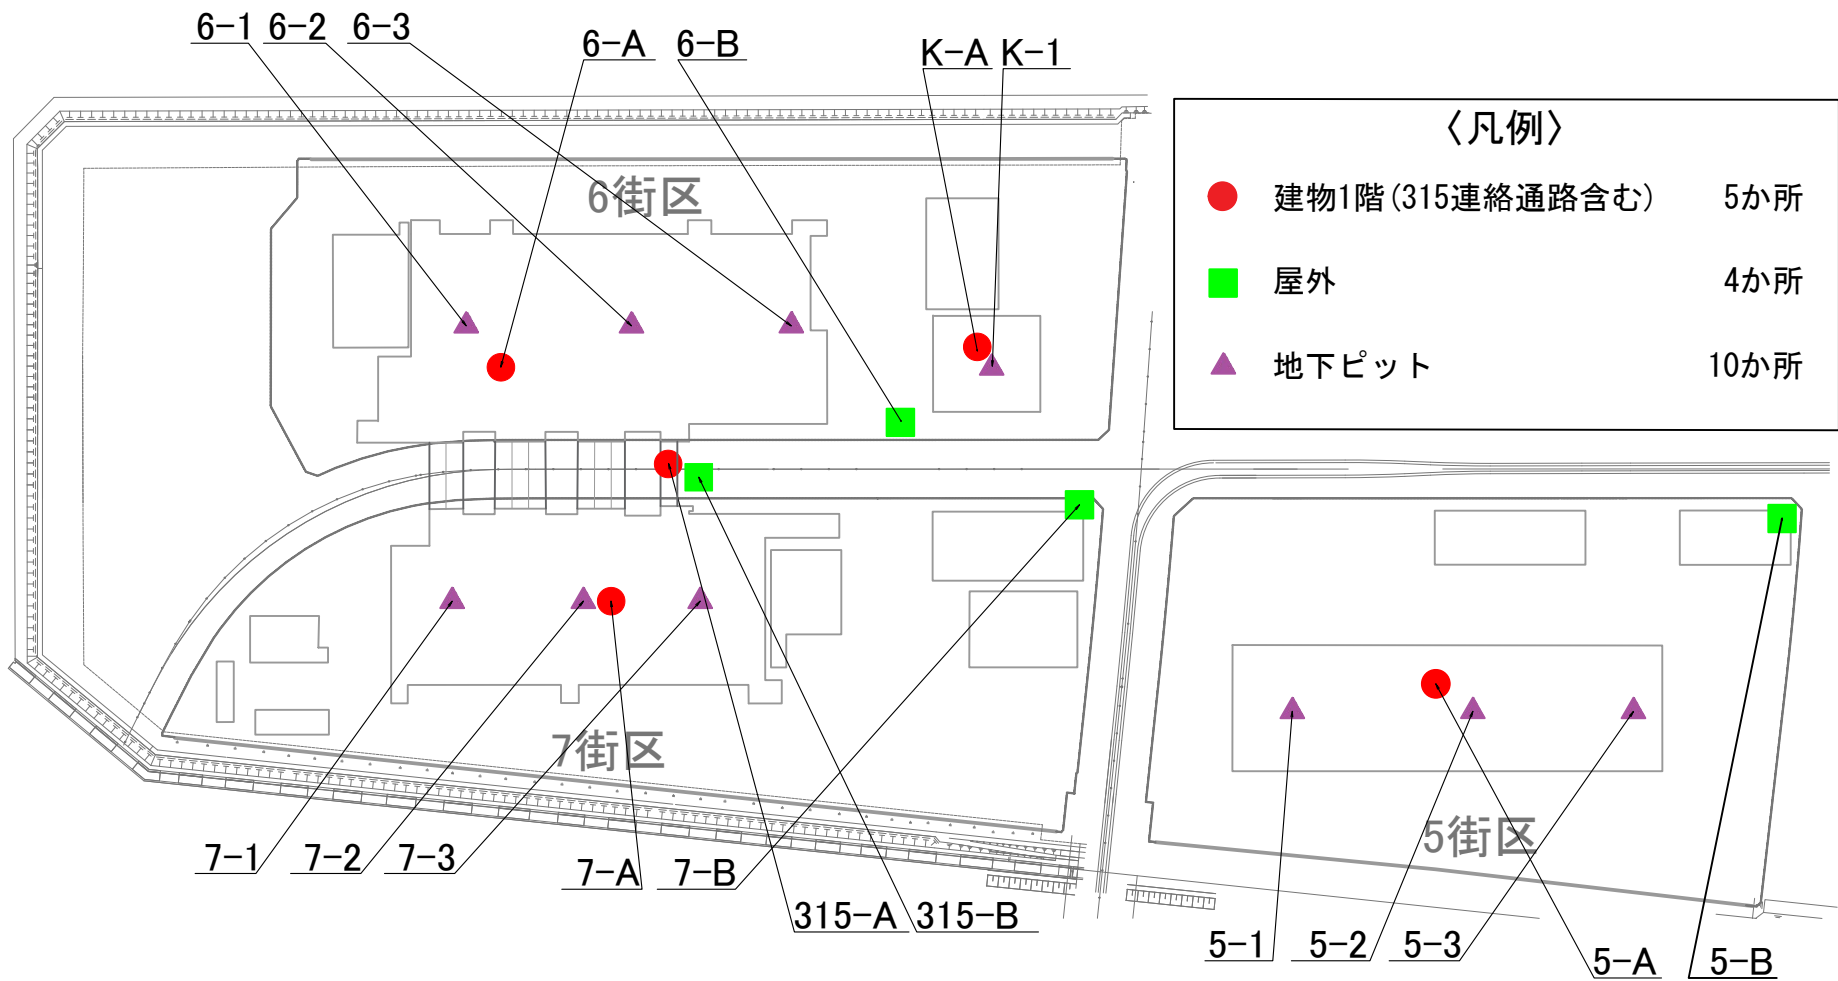 6-1
6-2
6-3
6-A
6-B
K-A
K-1
〈凡例〉
建物1階(315連絡通路含む) 5か所
屋外 4か所
地下ピット 10か所
6街区
7街区
5街区
7-1
7-2
7-3
7-A
7-B
315-A
315-B
5-1
5-2
5-3
5-A
5-B